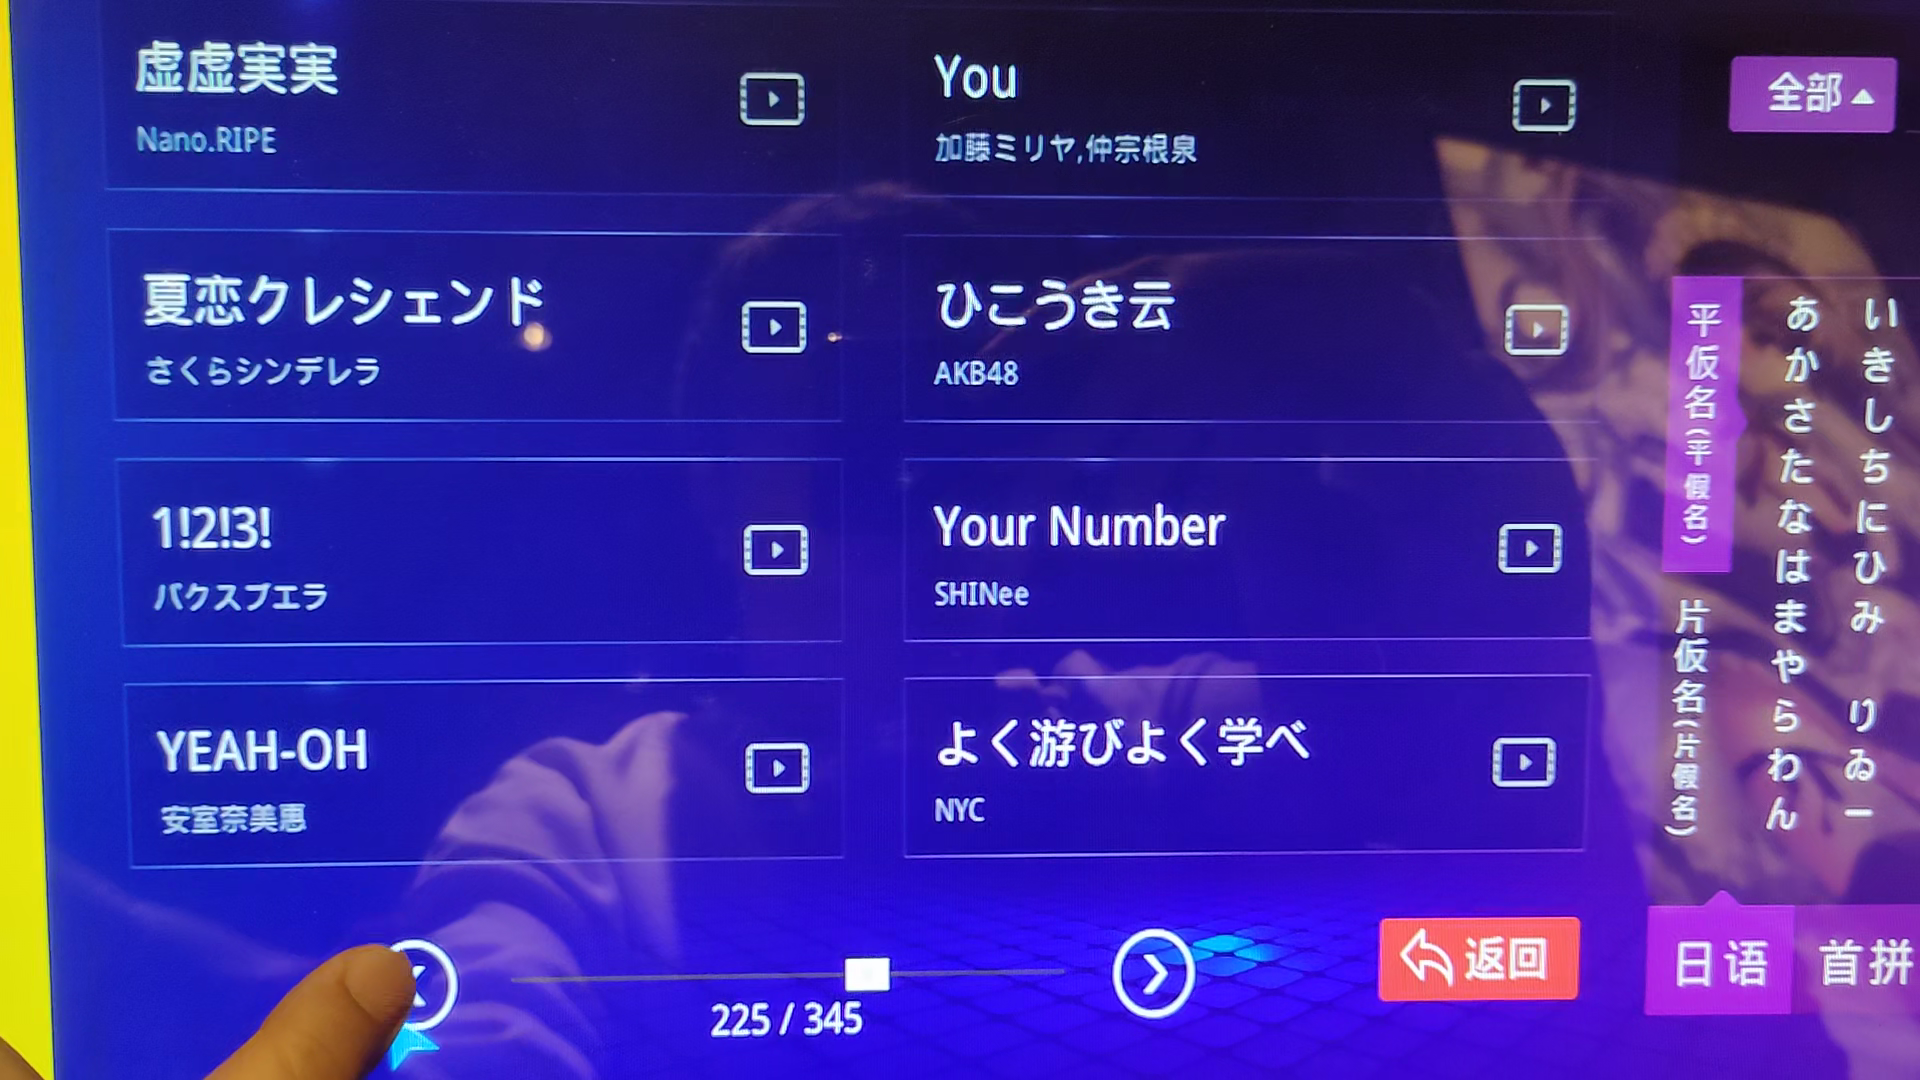 虚虚実実
Nano.RIPE
You
加藤ミリヤ,仲宗根泉
夏恋クレシェンド
さくらシンデレラ
ひこうき云
AKB48
1!2!3!
バクスブエラ
Your Number
SHINee
YEAH-OH
安室奈美惠
よく游びよく学べ
NYC
225 / 345
返回
全部
平仮名(平假名)
片仮名(片假名)
あかさたなはまやらわん
いきしちにひみ りゐー
日语
首拼